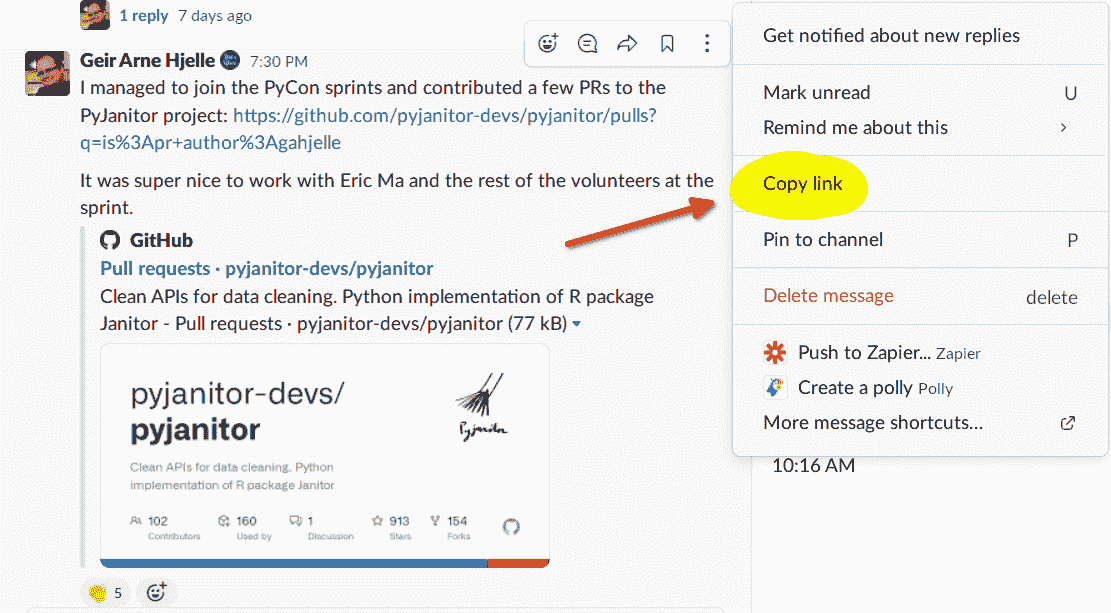 1 reply 7 days ago
Geir Arne Hjelle 7:30 PM
I managed to join the PyCon sprints and contributed a few PRs to the
PyJanitor project: https://github.com/pyjanitor-devs/pyjanitor/pulls?
q=is%3Apr+author%3Agahjelle
It was super nice to work with Eric Ma and the rest of the volunteers at the
sprint.
GitHub
Pull requests · pyjanitor-devs/pyjanitor
Clean APIs for data cleaning. Python implementation of R package
Janitor - Pull requests · pyjanitor-devs/pyjanitor (77 kB)
pyjanitor-devs/
pyjanitor
Pyjanitor
Clean APIs for data cleaning. Python
implementation of R package Janitor
102 160 1 913 154
Contributors Used by Discussion Stars Forks
5
Get notified about new replies
Mark unread U
Remind me about this
Copy link
Pin to channel P
Delete message delete
Push to Zapier... Zapier
Create a polly Polly
More message shortcuts...
10:16 AM